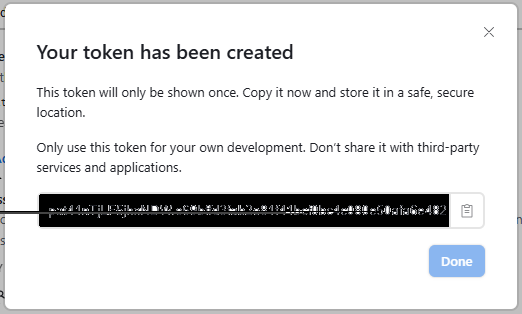 Your token has been created
This token will only be shown once. Copy it now and store it in a safe, secure
location.
Only use this token for your own development. Don't share it with third-party
services and applications.
Done